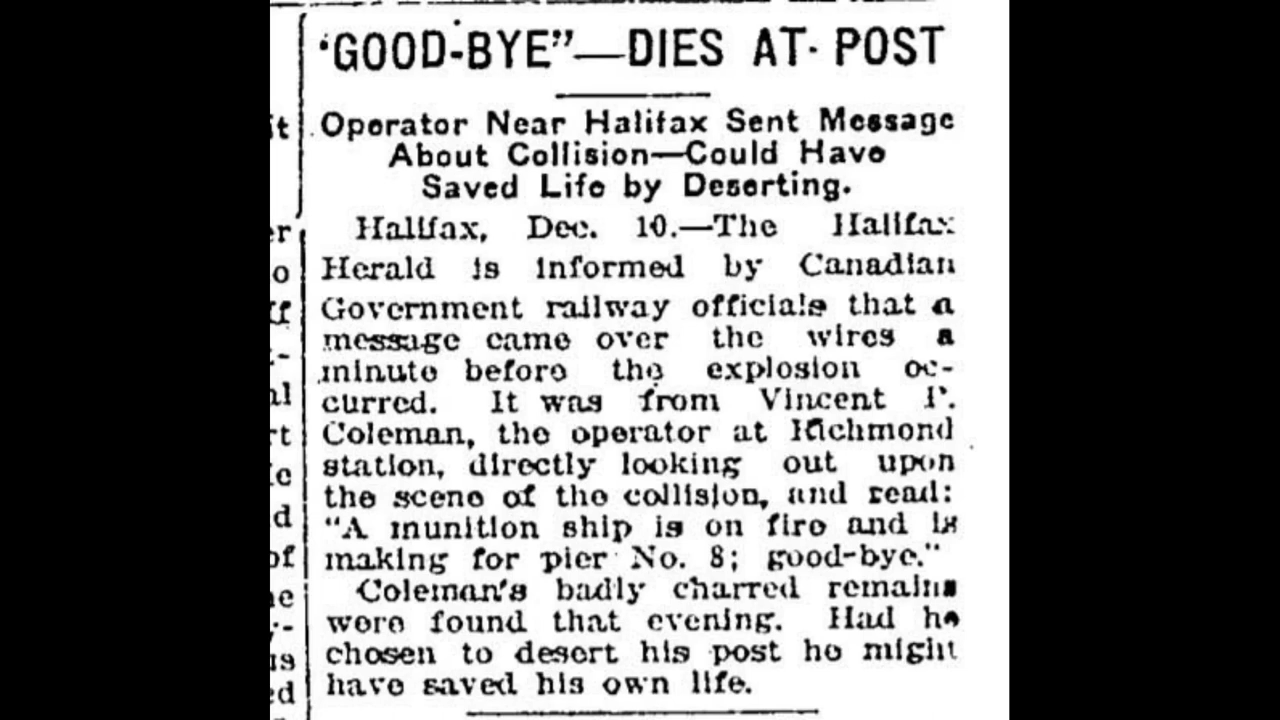 'GOOD-BYE"—DIES AT POST
Operator Near Halifax Sent Message
About Collision—Could Have
Saved Life by Deserting.
Halifax, Dec. 10.—The Halifax
Herald is informed by Canadian
Government railway officials that a
message came over the wires a
minute before the explosion oc-
curred. It was from Vincent P.
Coleman, the operator at Richmond
station, directly looking out upon
the scene of the collision, and read:
"A munition ship is on fire and is
making for pier No. 8; good-bye."
Coleman's badly charred remains
were found that evening. Had he
chosen to desert his post he might
have saved his own life.